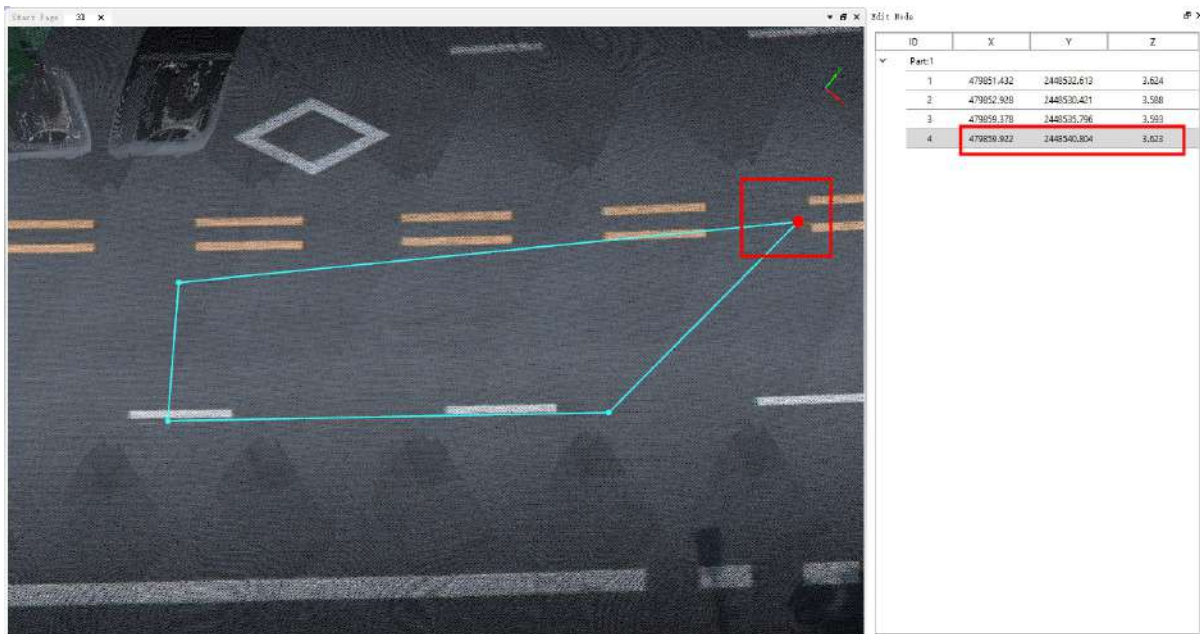 Start Page 3D ×
Edit Node
ID X Y Z
Part:1
1 479851.432 2448532.613 3.624
2 479852.928 2448530.421 3.588
3 479859.378 2448535.796 3.593
4 479859.922 2448540.804 3.623